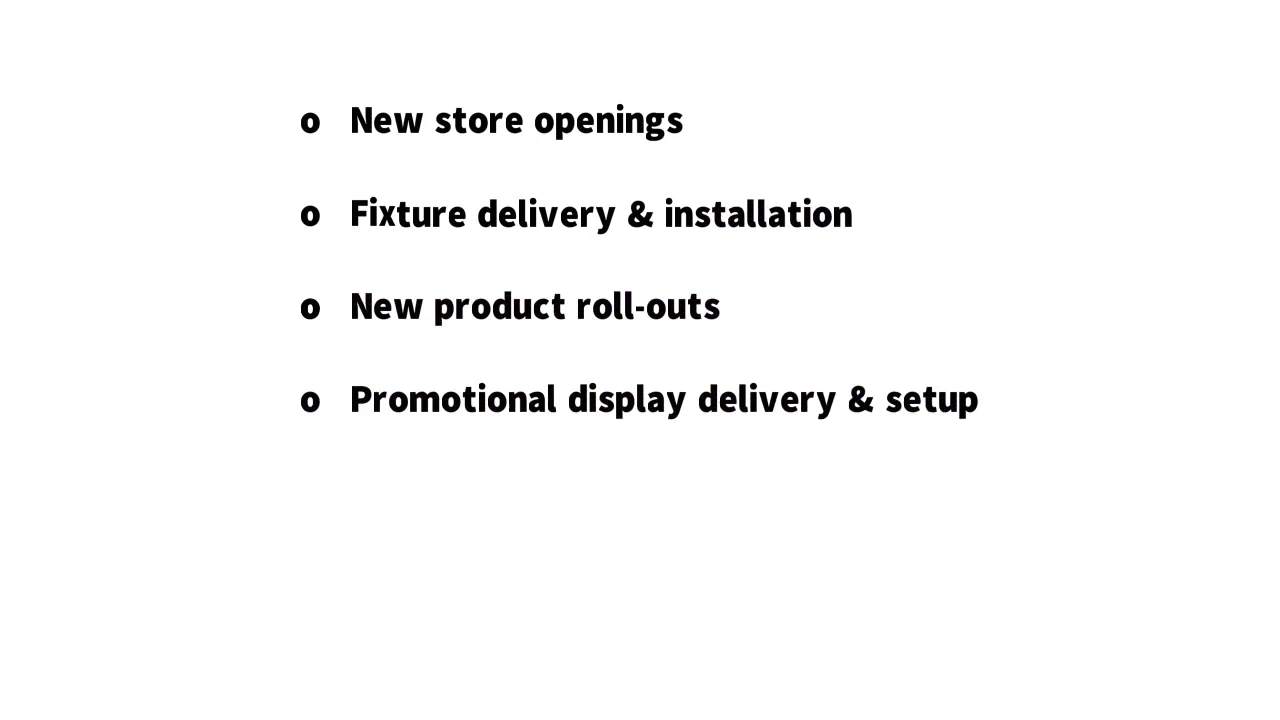 o New store openings
o Fixture delivery & installation
o New product roll-outs
o Promotional display delivery & setup